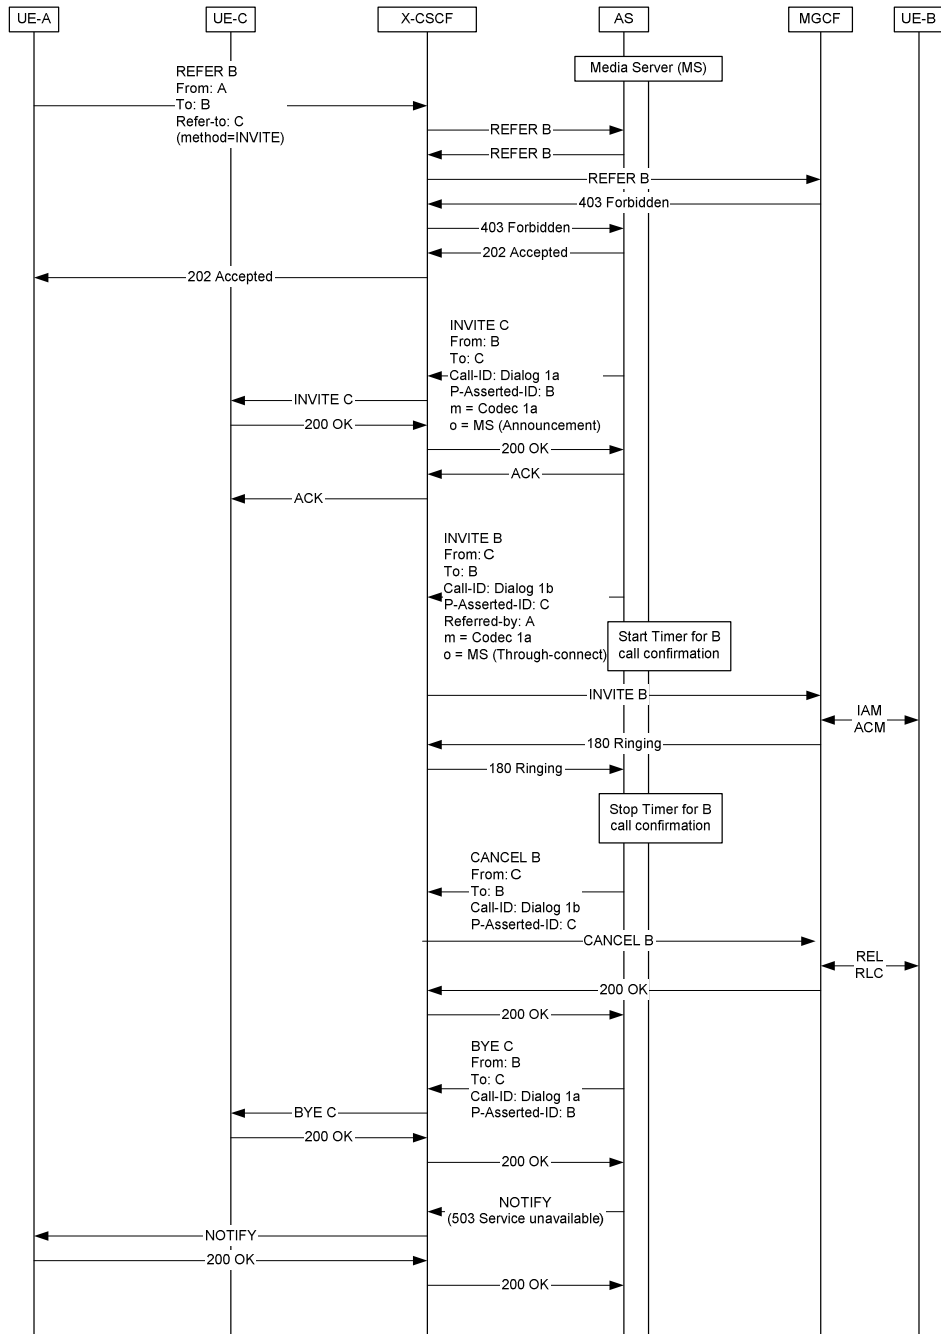 UE-A
UE-C
X-CSCF
AS
MGCF
UE-B
Media Server (MS)
REFER B
From: A
To: B
Refer-to: C
(method=INVITE)
REFER B
REFER B
REFER B
403 Forbidden
403 Forbidden
202 Accepted
202 Accepted
INVITE C
From: B
To: C
Call-ID: Dialog 1a
P-Asserted-ID: B
m = Codec 1a
o = MS (Announcement)
INVITE C
200 OK
200 OK
ACK
ACK
INVITE B
From: C
To: B
Call-ID: Dialog 1b
P-Asserted-ID: C
Referred-by: A
m = Codec 1a
o = MS (Through-connect)
Start Timer for B
call confirmation
INVITE B
IAM
ACM
180 Ringing
180 Ringing
Stop Timer for B
call confirmation
CANCEL B
From: C
To: B
Call-ID: Dialog 1b
P-Asserted-ID: C
CANCEL B
REL
RLC
200 OK
200 OK
BYE C
From: B
To: C
Call-ID: Dialog 1a
P-Asserted-ID: B
BYE C
200 OK
200 OK
NOTIFY
(503 Service unavailable)
NOTIFY
200 OK
200 OK